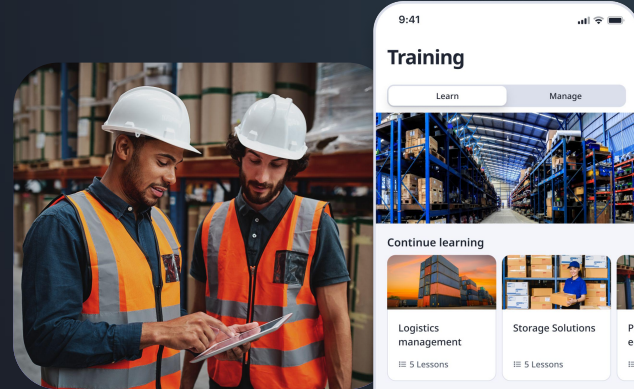 9:41
Training
Learn
Manage
Continue learning
Logistics
management
5 Lessons
Storage Solutions
5 Lessons